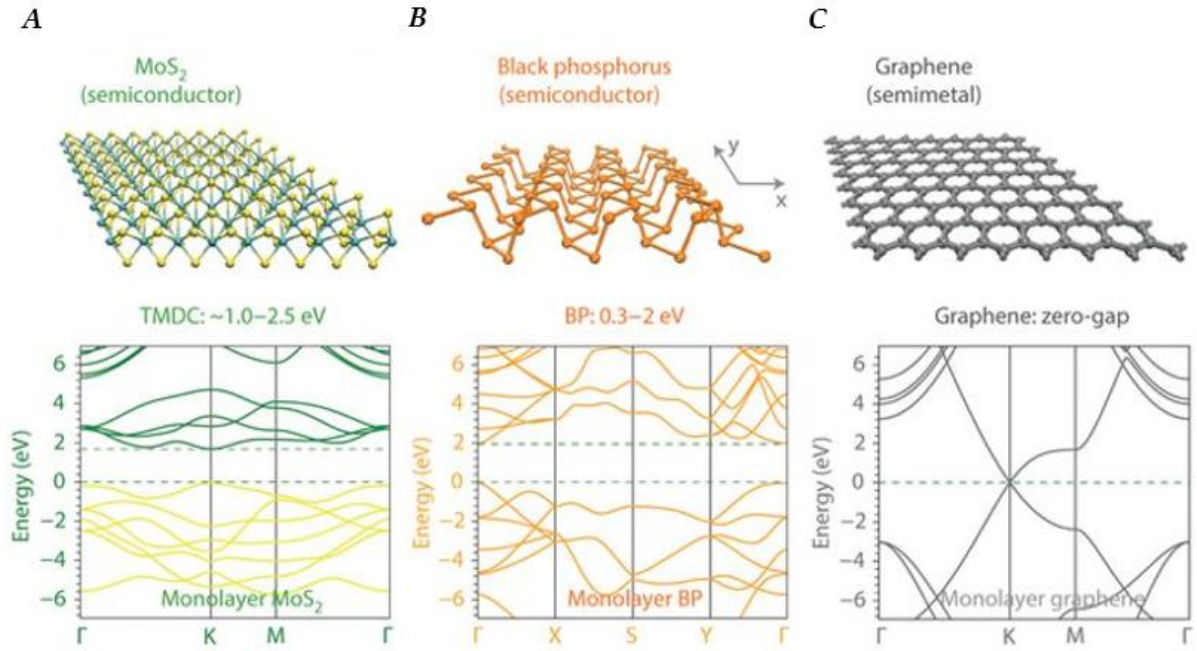 A
B
C
MoS2
(semiconductor)
Black phosphorus
(semiconductor)
Graphene
(semimetal)
y
x
TMDC: ~1.0–2.5 eV
BP: 0.3–2 eV
Graphene: zero-gap
Energy (eV)
6
4
2
0
−2
−4
−6
Monolayer MoS2
Γ K M Γ
Energy (eV)
6
4
2
0
−2
−4
−6
Monolayer BP
Γ X S Y Γ
Energy (eV)
6
4
2
0
−2
−4
−6
Monolayer graphene
Γ K M Γ